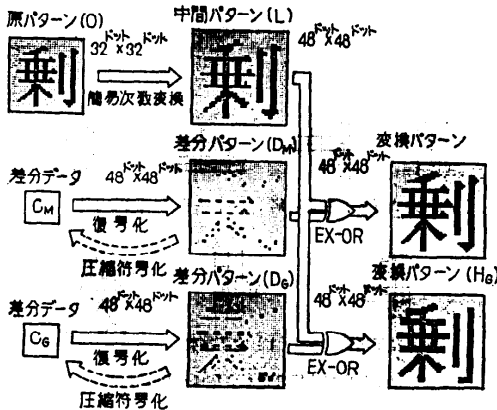 原パターン(O)
32ドット×32ドット
簡易次数変換
中間パターン(L)
48ドット×48ドット
剰
剰
差分データ
CM
48ドット×48ドット
復号化
圧縮符号化
差分パターン(DM)
48ドット×48ドット
EX-OR
変換パターン
剰
差分データ
CG
48ドット×48ドット
復号化
圧縮符号化
差分パターン(DG)
48ドット×48ドット
EX-OR
変換パターン(HG)
剰